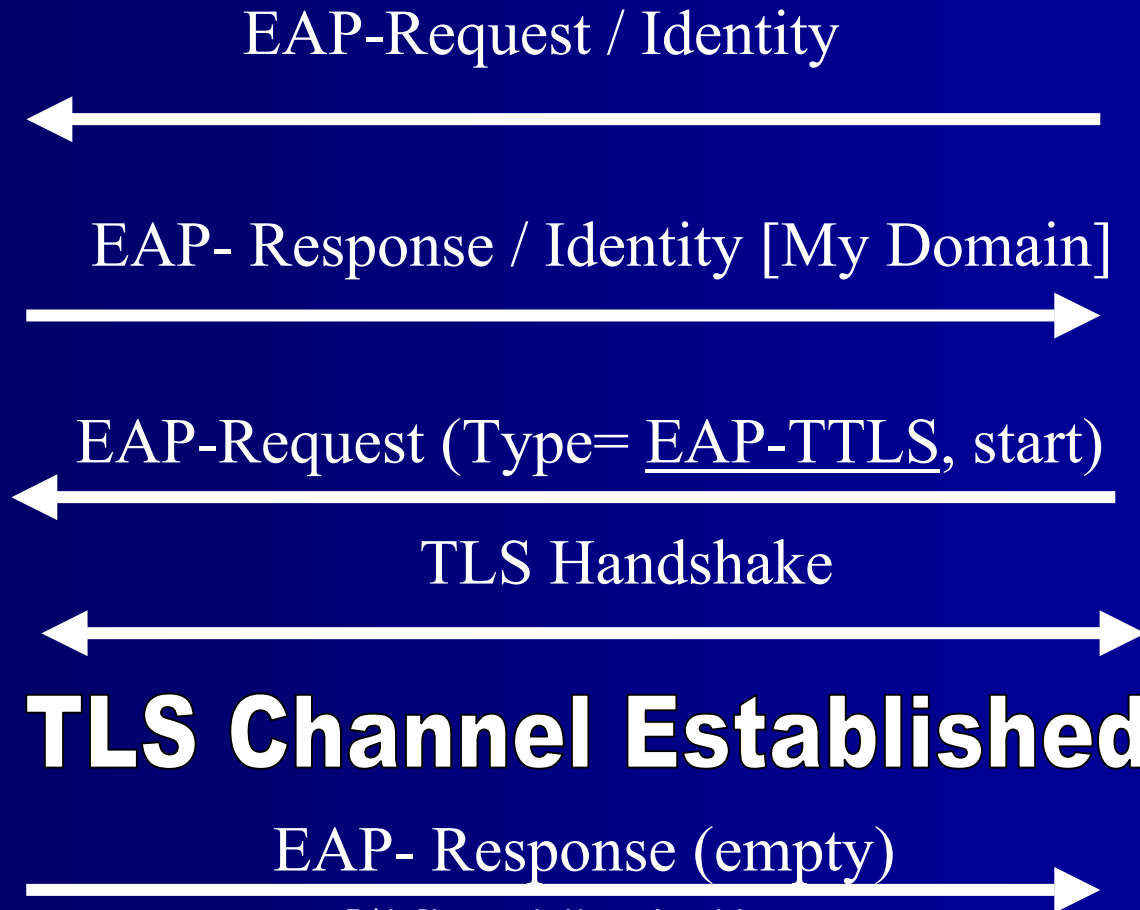 EAP-Request / Identity
EAP- Response / Identity [My Domain]
EAP-Request (Type= EAP-TTLS, start)
TLS Handshake
TLS Channel Established
EAP- Response (empty)